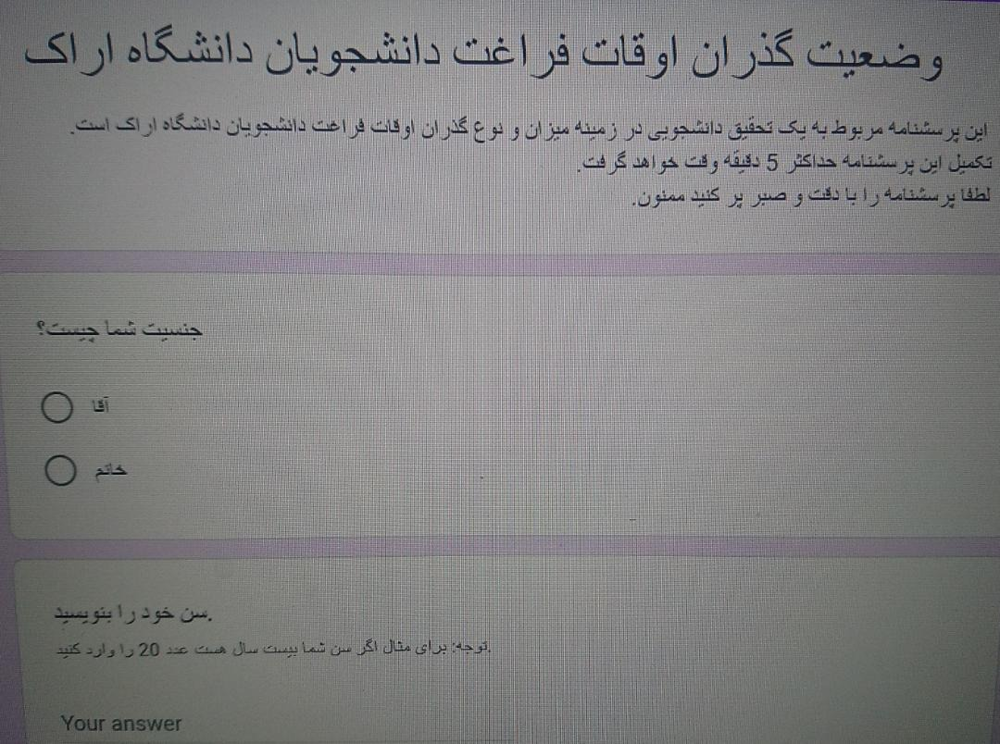 وضعیت گذران اوقات فراغت دانشجویان دانشگاه اراک
این پرسشنامه مربوط به یک تحقیق دانشجویی در زمینه میزان و نوع گذران اوقات فراغت دانشجویان دانشگاه اراک است.
تکمیل این پرسشنامه حداکثر 5 دقیقه وقت خواهد گرفت.
لطفا پرسشنامه را با دقت و صبر پر کنید ممنون.
جنسیت شما چیست؟
آقا
خانم
سن خود را بنویسید.
توجه: برای مثال اگر سن شما بیست سال هست عدد 20 را وارد کنید.
Your answer